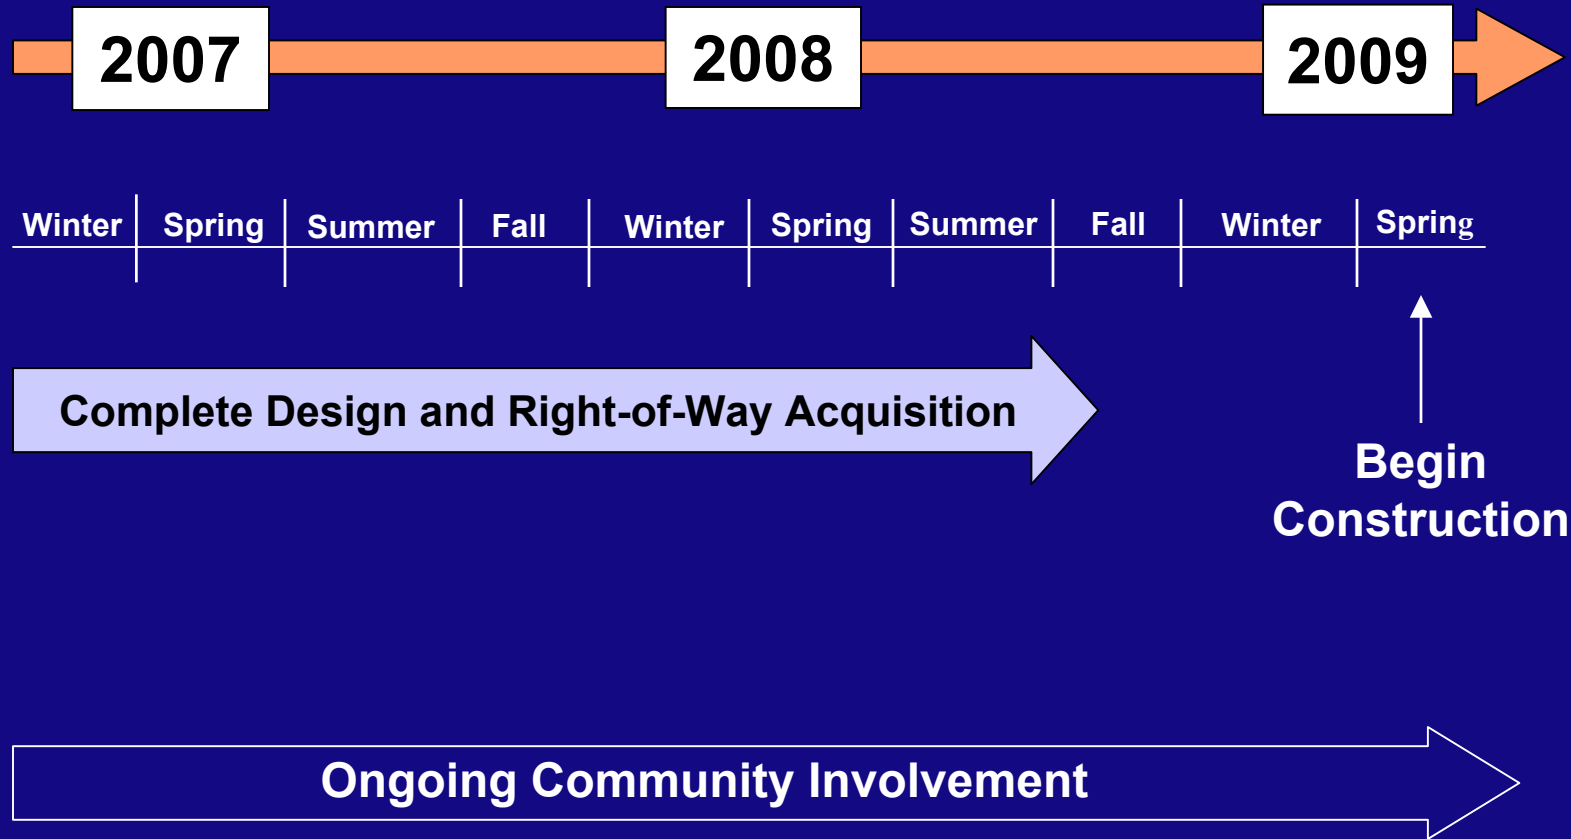 2007 2008 2009
Winter Spring Summer Fall Winter Spring Summer Fall Winter Spring
Complete Design and Right-of-Way Acquisition
Begin
Construction
Ongoing Community Involvement